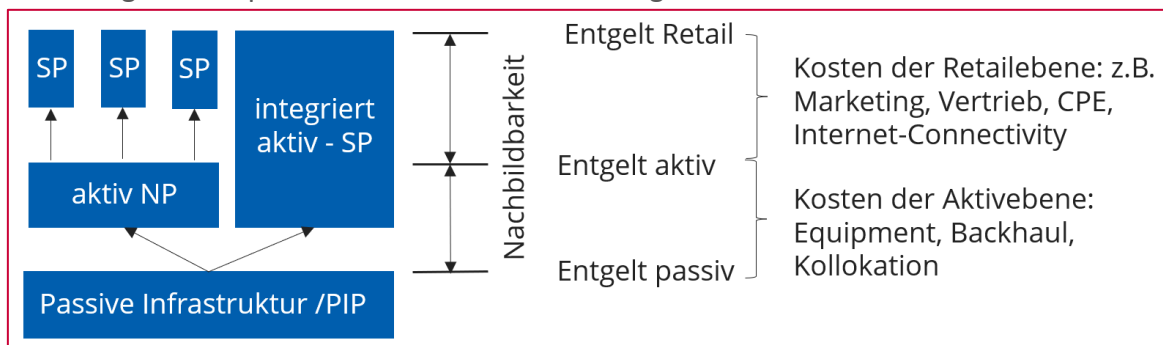 SP
SP
SP
integriert
aktiv - SP
aktiv NP
Passive Infrastruktur /PIP
Nachbildbarkeit
Entgelt Retail
Entgelt aktiv
Entgelt passiv
Kosten der Retailebene: z.B.
Marketing, Vertrieb, CPE,
Internet-Connectivity
Kosten der Aktivebene:
Equipment, Backhaul,
Kollokation